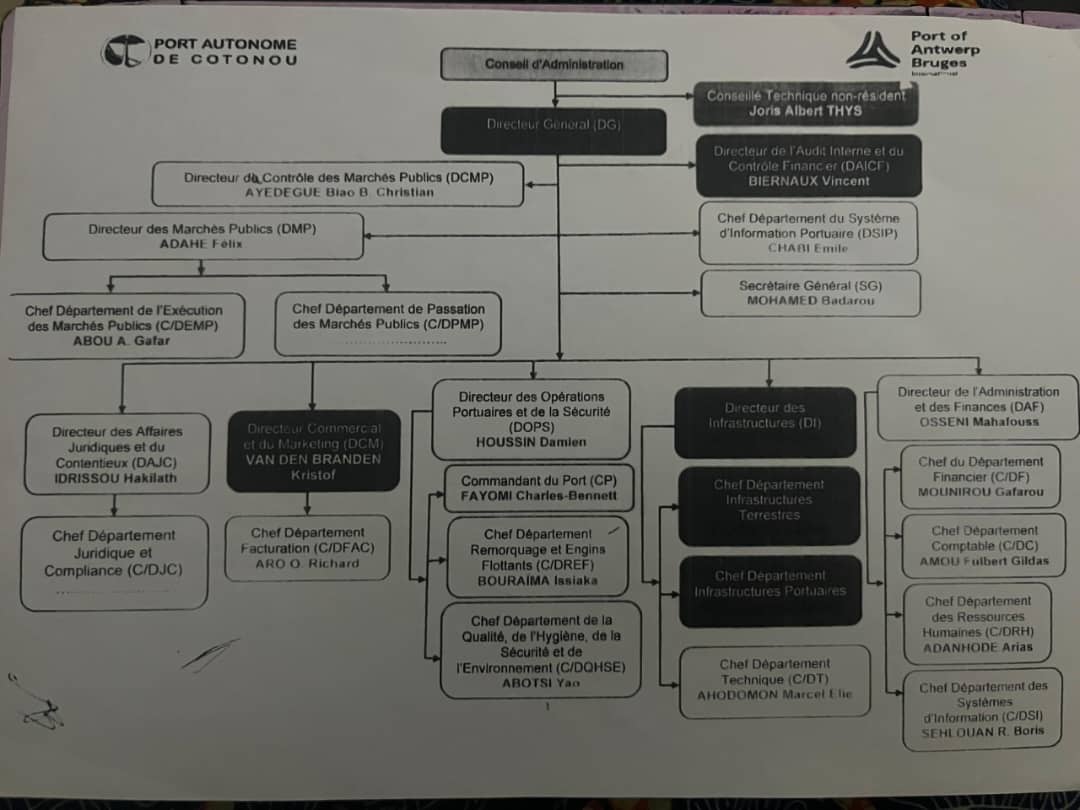 PORT AUTONOME
DE COTONOU
Port of
Antwerp
Bruges
International
Conseil d'Administration
Conseillé Technique non-résident
Joris Albert THYS
Directeur Général (DG)
Directeur de l'Audit Interne et du
Contrôle Financier (DAICF)
BIERNAUX Vincent
Directeur du Contrôle des Marchés Publics (DCMP)
AYEDEGUE Biao B. Christian
Directeur des Marchés Publics (DMP)
ADAHE Félix
Chef Département du Système
d'Information Portuaire (DSIP)
CHABI Emile
Secrétaire Général (SG)
MOHAMED Badarou
Chef Département de l'Exécution
des Marchés Publics (C/DEMP)
ABOU A. Gafar
Chef Département de Passation
des Marchés Publics (C/DPMP)
........................
Directeur des Affaires
Juridiques et du
Contentieux (DAJC)
IDRISSOU Hakilath
Chef Département
Juridique et
Compliance (C/DJC)
........................
Directeur Commercial
et du Marketing (DCM)
VAN DEN BRANDEN
Kristof
Chef Département
Facturation (C/DFAC)
ARO O. Richard
Directeur des Opérations
Portuaires et de la Sécurité
(DOPS)
HOUSSIN Damien
Commandant du Port (CP)
FAYOMI Charles-Bennett
Chef Département
Remorquage et Engins
Flottants (C/DREF)
BOURAÏMA Issiaka
Chef Département de la
Qualité, de l'Hygiène, de la
Sécurité et de
l'Environnement (C/DQHSE)
ABOTSI Yao
Directeur des
Infrastructures (DI)
Chef Département
Infrastructures
Terrestres
Chef Département
Infrastructures Portuaires
Chef Département
Technique (C/DT)
AHODOMON Marcel Elie
Directeur de l'Administration
et des Finances (DAF)
OSSENI Mahafouss
Chef du Département
Financier (C/DF)
MOUNIROU Gafarou
Chef Département
Comptable (C/DC)
AMOU Fulbert Gildas
Chef Département
des Ressources
Humaines (C/DRH)
ADANHODE Arias
Chef Département des
Systèmes
d'Information (C/DSI)
SEHLOUAN R. Boris
1